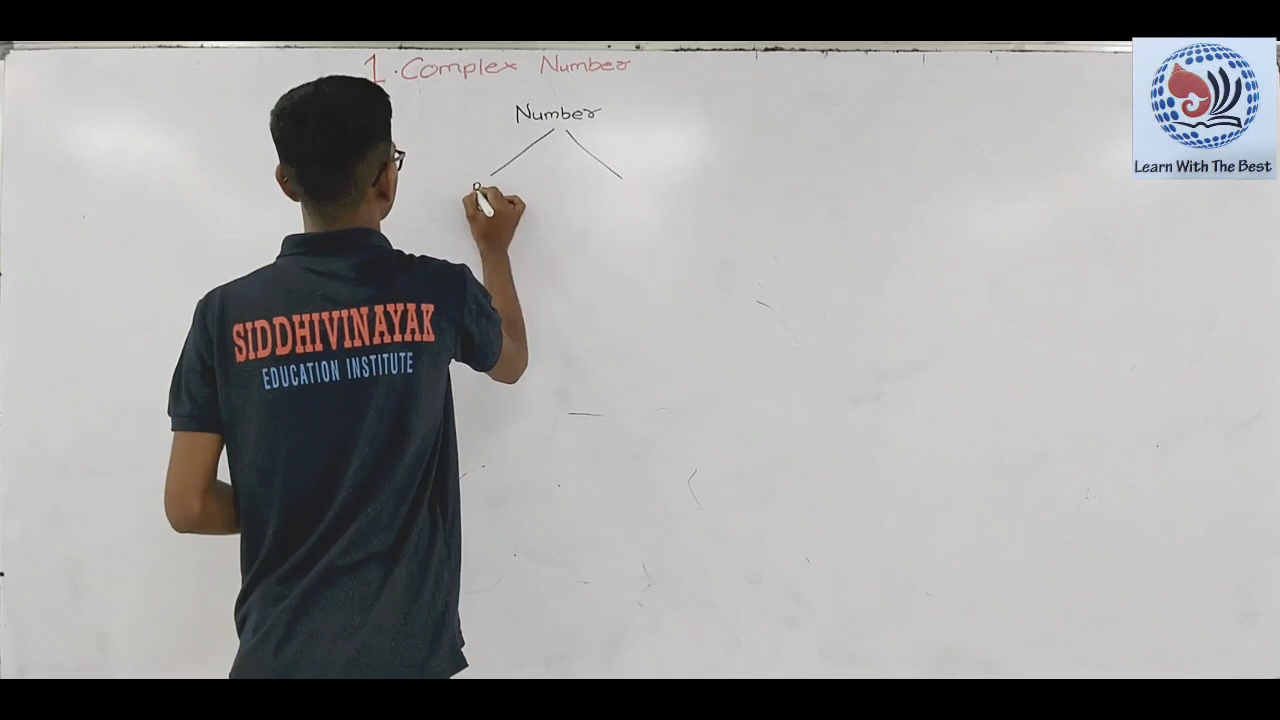 1. Complex Number
Number
SIDDHIVINAYAK
EDUCATION INSTITUTE
Learn With The Best